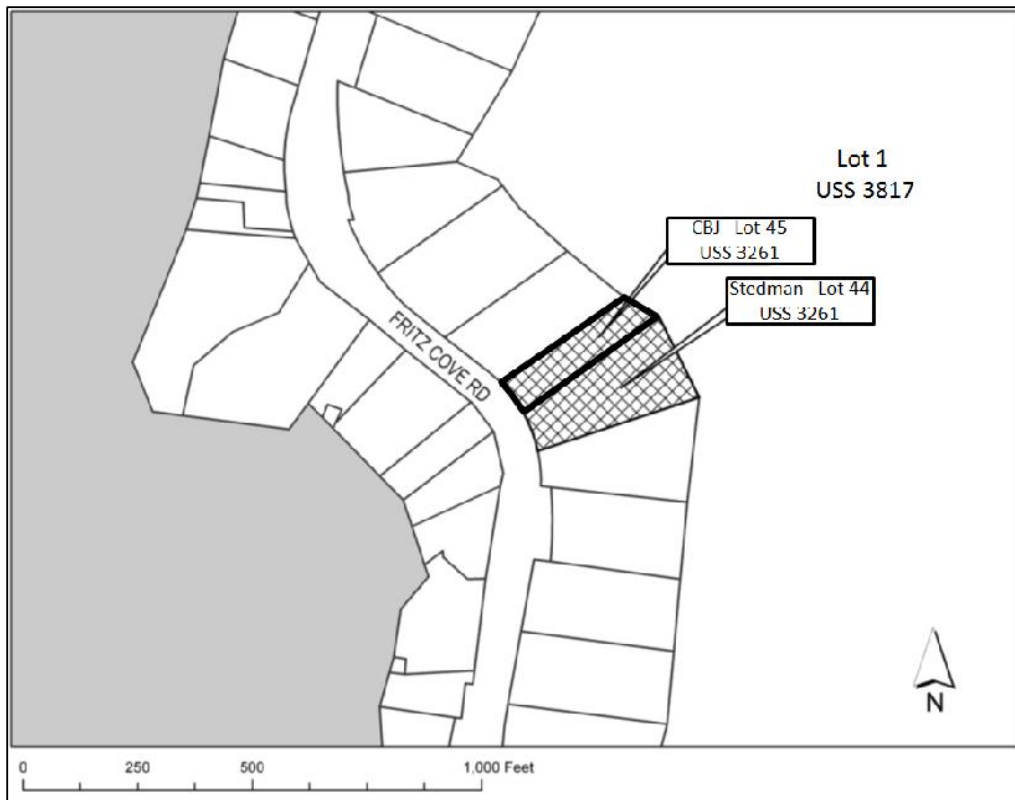 Lot 1
USS 3817
CBJ Lot 45
USS 3261
Stedman Lot 44
USS 3261
FRITZ COVE RD
N
0 250 500 1,000 Feet